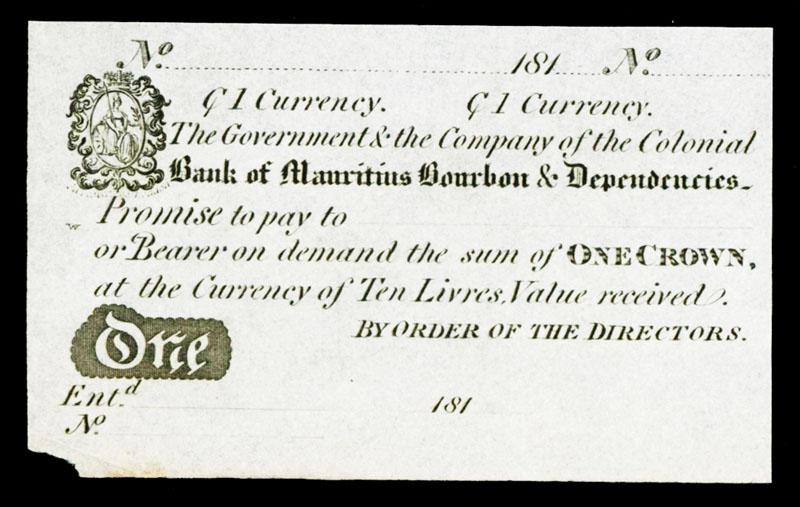 No. 181 No.
₵ 1 Currency. ₵ 1 Currency.
The Government & the Company of the Colonial
Bank of Mauritius Bourbon & Dependencies_
Promise to pay to
or Bearer on demand the sum of ONE CROWN,
at the Currency of Ten Livres, Value received.
BY ORDER OF THE DIRECTORS.
One
Ent.d 181
No.